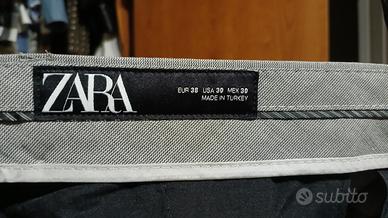 ZARA
EUR 38 USA 30 MEX 30
MADE IN TURKEY
subito